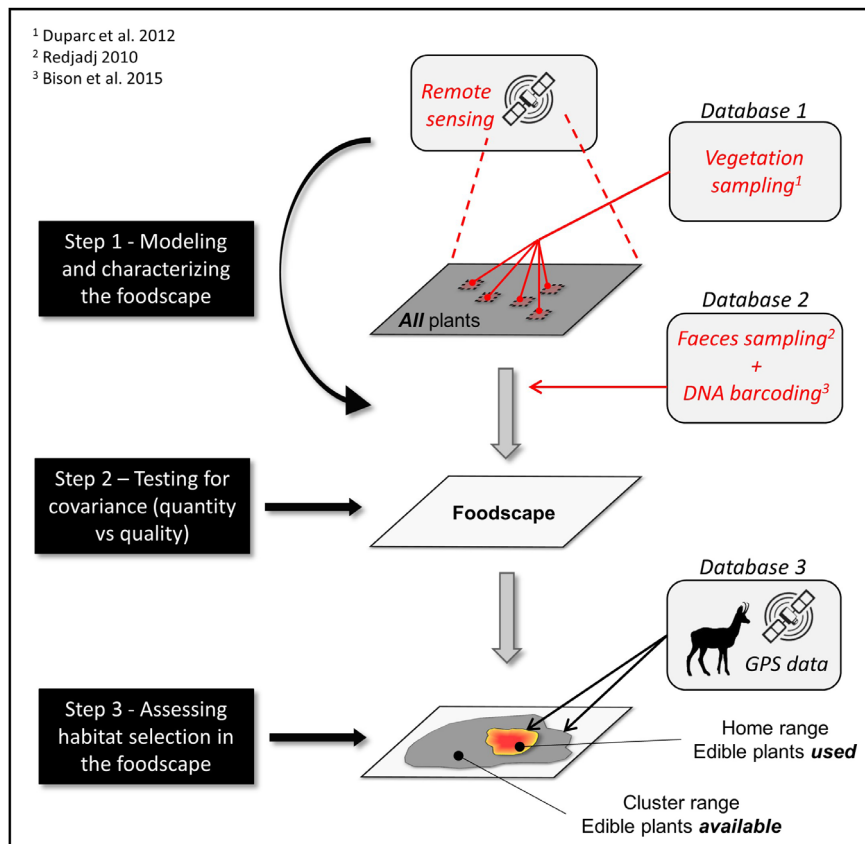 ¹ Duparc et al. 2012
² Redjadj 2010
³ Bison et al. 2015
Remote
sensing
Database 1
Vegetation
sampling¹
Step 1 - Modeling
and characterizing
the foodscape
All plants
Database 2
Faeces sampling²
+
DNA barcoding³
Step 2 – Testing for
covariance (quantity
vs quality)
Foodscape
Database 3
GPS data
Step 3 - Assessing
habitat selection in
the foodscape
Home range
Edible plants used
Cluster range
Edible plants available